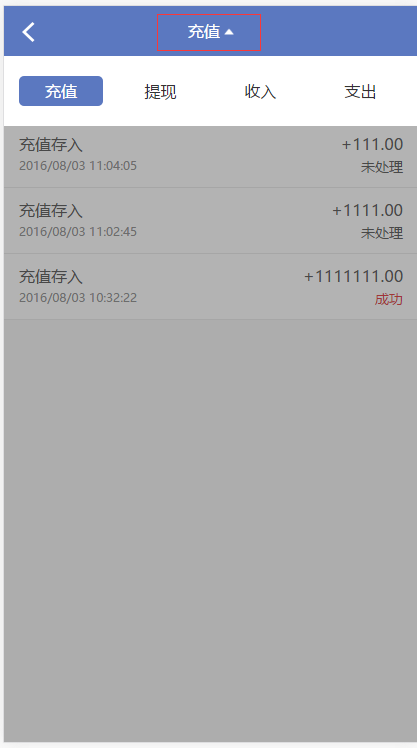 充值
充值 提现 收入 支出
充值存入 +111.00
2016/08/03 11:04:05 未处理
充值存入 +1111.00
2016/08/03 11:02:45 未处理
充值存入 +1111111.00
2016/08/03 10:32:22 成功